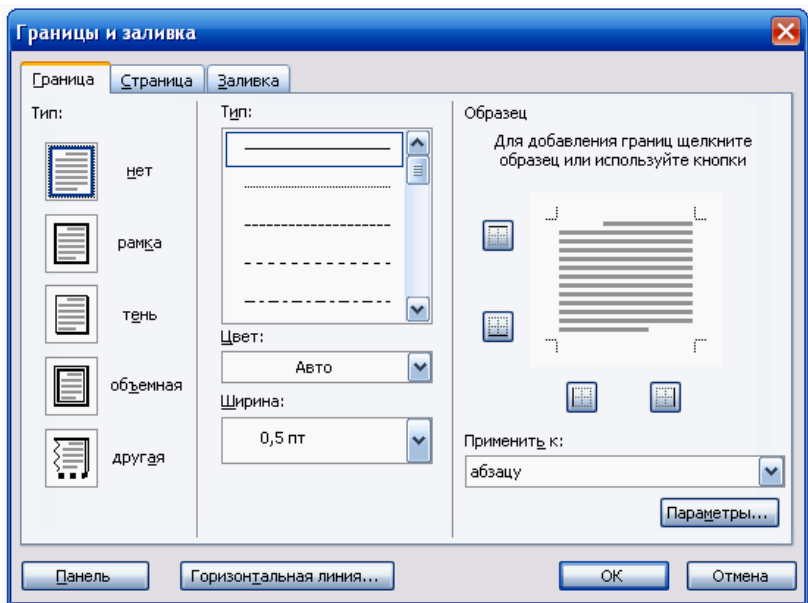 Границы и заливка
Граница
Страница
Заливка
Тип:
нет
рамка
тень
объемная
другая
Тип:
Цвет:
Авто
Ширина:
0,5 пт
Образец
Для добавления границ щелкните
образец или используйте кнопки
Применить к:
абзацу
Параметры...
Панель
Горизонтальная линия...
ОК
Отмена